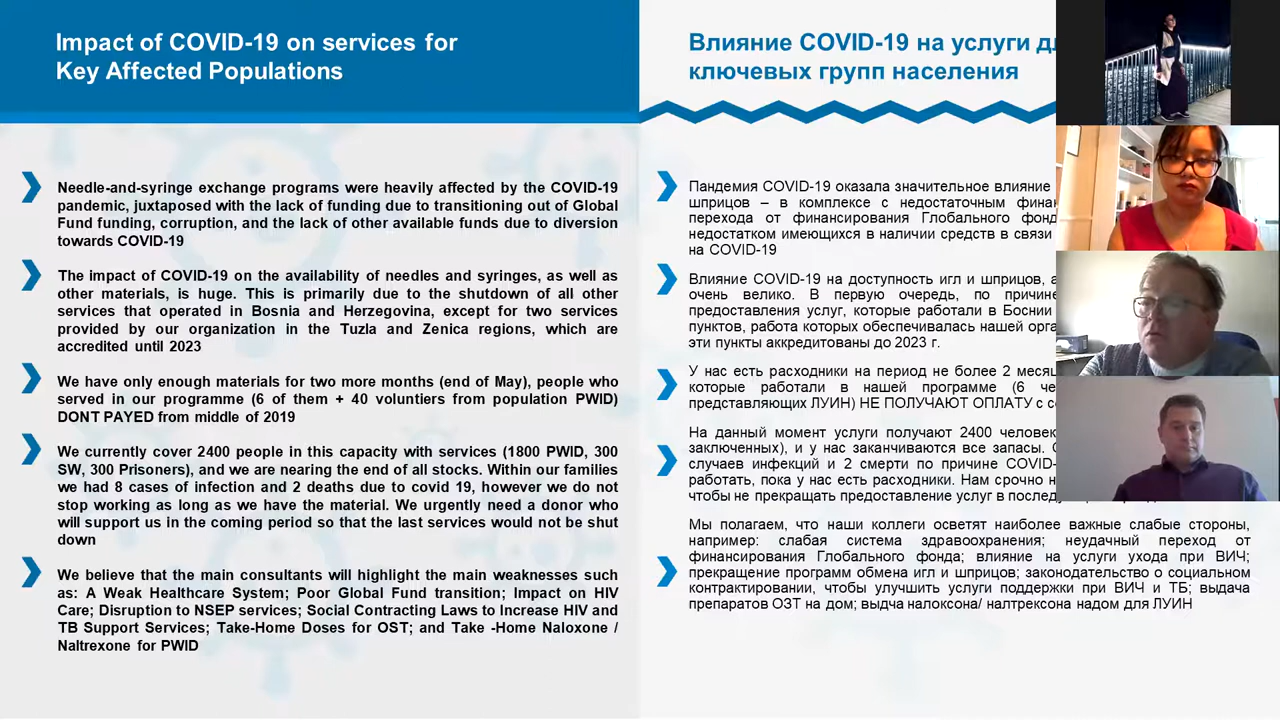 Impact of COVID-19 on services for
Key Affected Populations
Needle-and-syringe exchange programs were heavily affected by the COVID-19
pandemic, juxtaposed with the lack of funding due to transitioning out of Global
Fund funding, corruption, and the lack of other available funds due to diversion
towards COVID-19
The impact of COVID-19 on the availability of needles and syringes, as well as
other materials, is huge. This is primarily due to the shutdown of all other
services that operated in Bosnia and Herzegovina, except for two services
provided by our organization in the Tuzla and Zenica regions, which are
accredited until 2023
We have only enough materials for two more months (end of May), people who
served in our programme (6 of them + 40 voluntiers from population PWID)
DONT PAYED from middle of 2019
We currently cover 2400 people in this capacity with services (1800 PWID, 300
SW, 300 Prisoners), and we are nearing the end of all stocks. Within our families
we had 8 cases of infection and 2 deaths due to covid 19, however we do not
stop working as long as we have the material. We urgently need a donor who
will support us in the coming period so that the last services would not be shut
down
We believe that the main consultants will highlight the main weaknesses such
as: A Weak Healthcare System; Poor Global Fund transition; Impact on HIV
Care; Disruption to NSEP services; Social Contracting Laws to Increase HIV and
TB Support Services; Take-Home Doses for OST; and Take -Home Naloxone /
Naltrexone for PWID
Влияние COVID-19 на услуги
ключевых групп населения
Пандемия COVID-19 оказала значительное влияние
шприцов – в комплексе с недостаточным
перехода от финансирования Глобального
недостатком имеющихся в наличии средств в связи
на COVID-19
Влияние COVID-19 на доступность игл и шприцов,
очень велико. В первую очередь, по причине
предоставления услуг, которые работали в Боснии
пунктов, работа которых обеспечивалась нашей
эти пункты аккредитованы до 2023 г.
У нас есть расходники на период не более 2
которые работали в нашей программе (6
представляющих ЛУИН) НЕ ПОЛУЧАЮТ ОПЛАТУ с
На данный момент услуги получают 2400
заключенных), и у нас заканчиваются все запасы.
случаев инфекций и 2 смерти по причине
работать, пока у нас есть расходники. Нам срочно
чтобы не прекращать предоставление услуг в
Мы полагаем, что наши коллеги осветят наиболее важные слабые стороны,
например: слабая система здравоохранения; неудачный переход от
финансирования Глобального фонда; влияние на услуги ухода при ВИЧ;
прекращение программ обмена игл и шприцов; законодательство о социальном
контрактировании, чтобы улучшить услуги поддержки при ВИЧ и ТБ; выдача
препаратов ОЗТ на дом; выдча налоксона/ налтрексона надом для ЛУИН